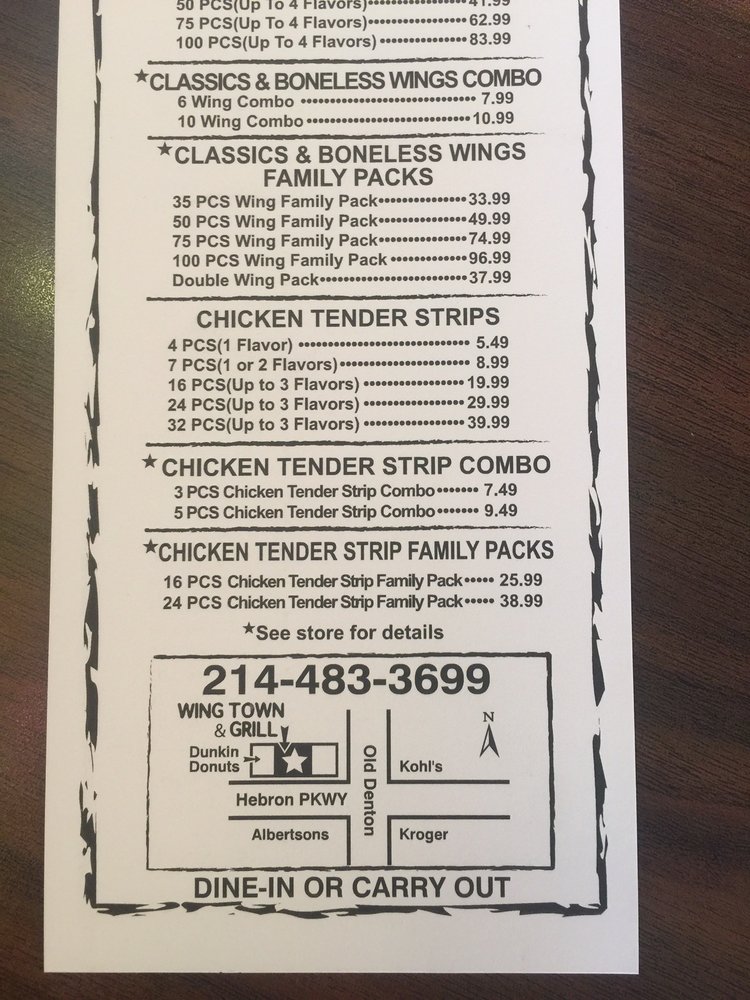 50 PCS(Up To 4 Flavors)••••••••••••••••••41.99
75 PCS(Up To 4 Flavors)••••••••••••••••••62.99
100 PCS(Up To 4 Flavors)••••••••••••••••83.99
★CLASSICS & BONELESS WINGS COMBO
6 Wing Combo •••••••••••••••••••••••••••••••• 7.99
10 Wing Combo ••••••••••••••••••••••••••••••10.99
★CLASSICS & BONELESS WINGS
FAMILY PACKS
35 PCS Wing Family Pack••••••••••••••••33.99
50 PCS Wing Family Pack••••••••••••••••49.99
75 PCS Wing Family Pack••••••••••••••••74.99
100 PCS Wing Family Pack ••••••••••••••96.99
Double Wing Pack•••••••••••••••••••••••••••37.99
CHICKEN TENDER STRIPS
4 PCS(1 Flavor) ••••••••••••••••••••••••••••••• 5.49
7 PCS(1 or 2 Flavors)••••••••••••••••••••••• 8.99
16 PCS(Up to 3 Flavors) ••••••••••••••••••19.99
24 PCS(Up to 3 Flavors) ••••••••••••••••••29.99
32 PCS(Up to 3 Flavors) ••••••••••••••••••39.99
★CHICKEN TENDER STRIP COMBO
3 PCS Chicken Tender Strip Combo••••••• 7.49
5 PCS Chicken Tender Strip Combo••••••• 9.49
★CHICKEN TENDER STRIP FAMILY PACKS
16 PCS Chicken Tender Strip Family Pack••••• 25.99
24 PCS Chicken Tender Strip Family Pack••••• 38.99
★See store for details
214-483-3699
WING TOWN
& GRILL
N
Dunkin
Donuts
Old Denton
Kohl's
Hebron PKWY
Albertsons
Kroger
DINE-IN OR CARRY OUT